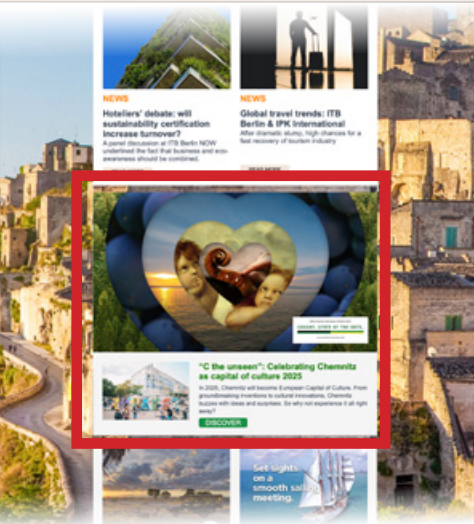 NEWS
Hoteliers' debate: will
sustainability certification
increase turnover?
A panel discussion at ITB Berlin NOW
underlined the fact that business and eco-
awareness should be combined.
NEWS
Global travel trends: ITB
Berlin & IPK International
After dramatic slump, high chances for a
fast recovery of tourism industry
READ MORE
"C the unseen": Celebrating Chemnitz
as capital of culture 2025
In 2025, Chemnitz will become European Capital of Culture. From
groundbreaking inventions to cultural innovations, Chemnitz
buzzes with ideas and surprises. So why not experience it all right
away?
DISCOVER
Set sights
on a
smooth sailing
meeting.